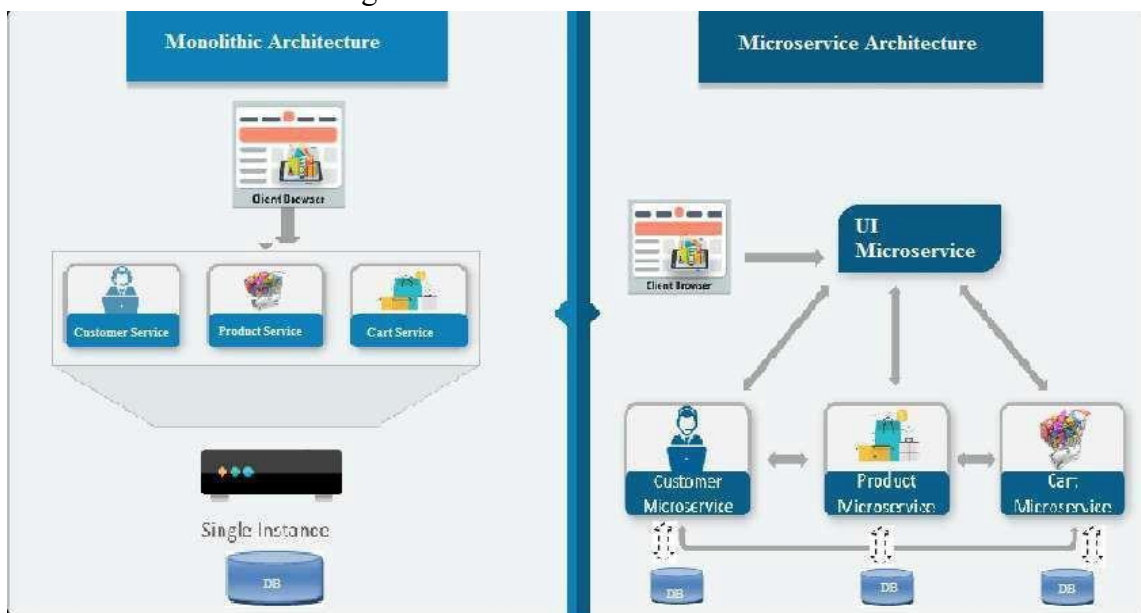 Monolithic Architecture
Client Browser
Customer Service
Product Service
Cart Service
Single Instance
DB
Microservice Architecture
Client Browser
UI
Microservice
Customer
Microservice
Product
Microservice
Cart
Microservice
DB
DB
DB